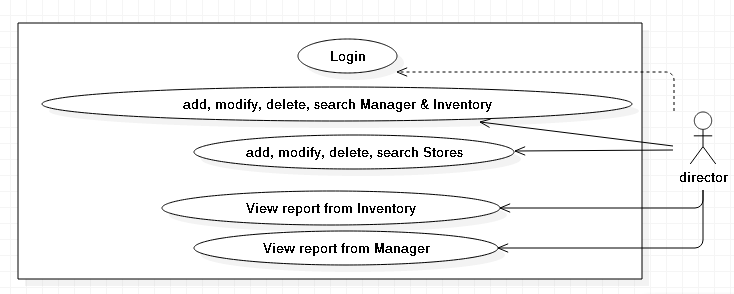 Login
add, modify, delete, search Manager & Inventory
add, modify, delete, search Stores
director
View report from Inventory
View report from Manager